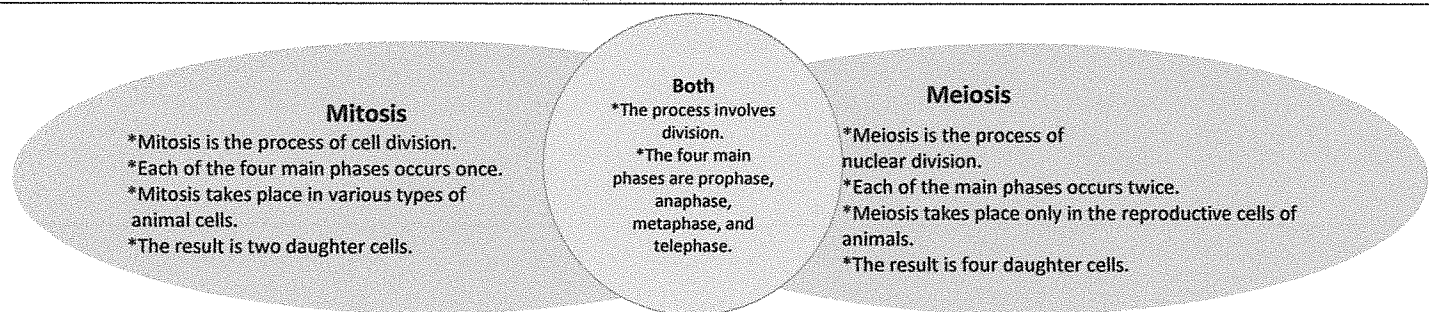 Mitosis
*Mitosis is the process of cell division.
*Each of the four main phases occurs once.
*Mitosis takes place in various types of
animal cells.
*The result is two daughter cells.
Both
*The process involves
division.
*The four main
phases are prophase,
anaphase,
metaphase, and
telephase.
Meiosis
*Meiosis is the process of
nuclear division.
*Each of the main phases occurs twice.
*Meiosis takes place only in the reproductive cells of
animals.
*The result is four daughter cells.